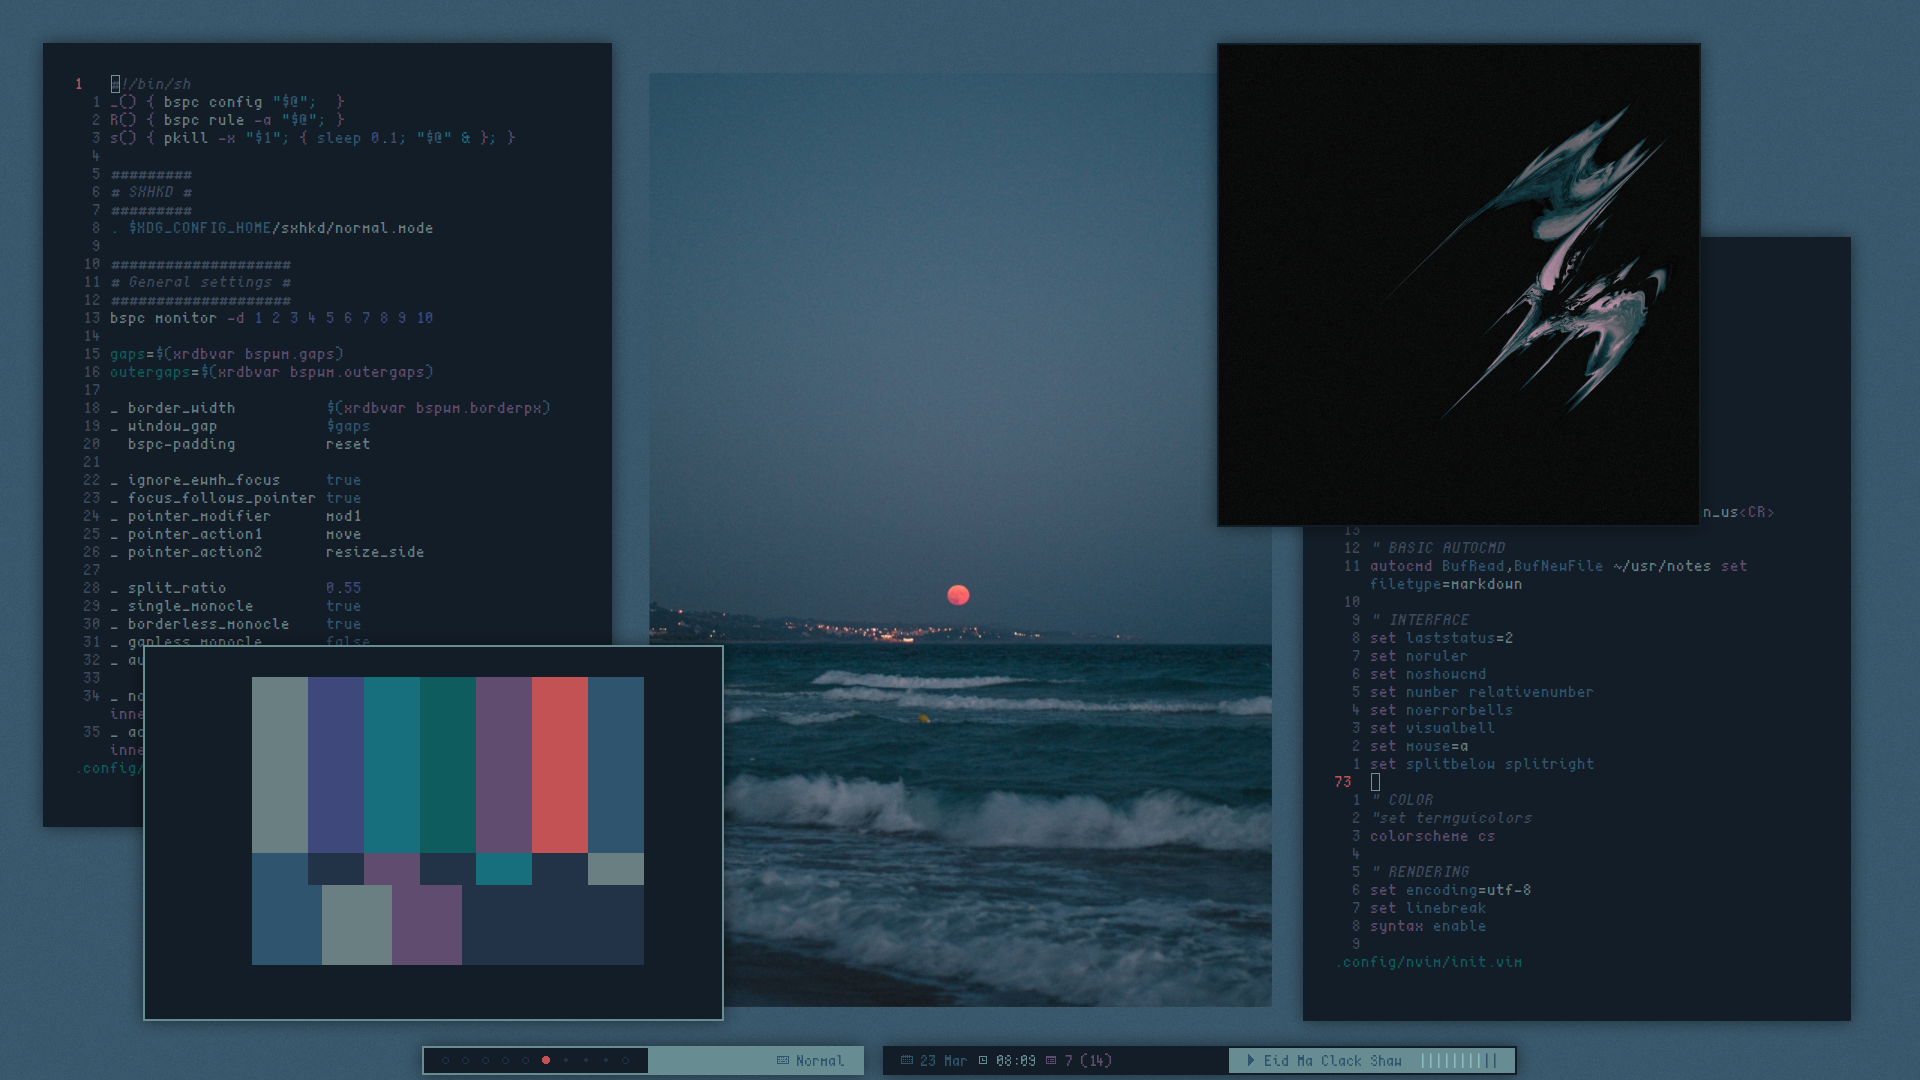 1 #!/bin/sh
1 _() { bspc config "$@";  }
2 R() { bspc rule -a "$@"; }
3 s() { pkill -x "$1"; { sleep 0.1; "$@" & }; }
4
5 #########
6 # SXHKD #
7 #########
8 . $XDG_CONFIG_HOME/sxhkd/normal.mode
9
10 ####################
11 # General settings #
12 ####################
13 bspc monitor -d 1 2 3 4 5 6 7 8 9 10
14
15 gaps=$(xrdbvar bspwm.gaps)
16 outergaps=$(xrdbvar bspwm.outergaps)
17
18 _ border_width $(xrdbvar bspwm.borderpx)
19 _ window_gap $gaps
20 bspc-padding reset
21
22 _ ignore_ewmh_focus true
23 _ focus_follows_pointer true
24 _ pointer_modifier mod1
25 _ pointer_action1 move
26 _ pointer_action2 resize_side
27
28 _ split_ratio 0.55
29 _ single_monocle true
30 _ borderless_monocle true
31 _ gapless_monocle false
32 _ au
33
34 _ no
inne
35 _ ac
inne
.config/
n_us<CR>
13
12 " BASIC AUTOCMD
11 autocmd BufRead,BufNewFile ~/usr/notes set
filetype=markdown
10
9 " INTERFACE
8 set laststatus=2
7 set noruler
6 set noshowcmd
5 set number relativenumber
4 set noerrorbells
3 set visualbell
2 set mouse=a
1 set splitbelow splitright
73
1 " COLOR
2 "set termguicolors
3 colorscheme cs
4
5 " RENDERING
6 set encoding=utf-8
7 set linebreak
8 syntax enable
9
.config/nvim/init.vim
Normal
23 Mar 08:09 7 (14)
Eid Ma Clack Shaw